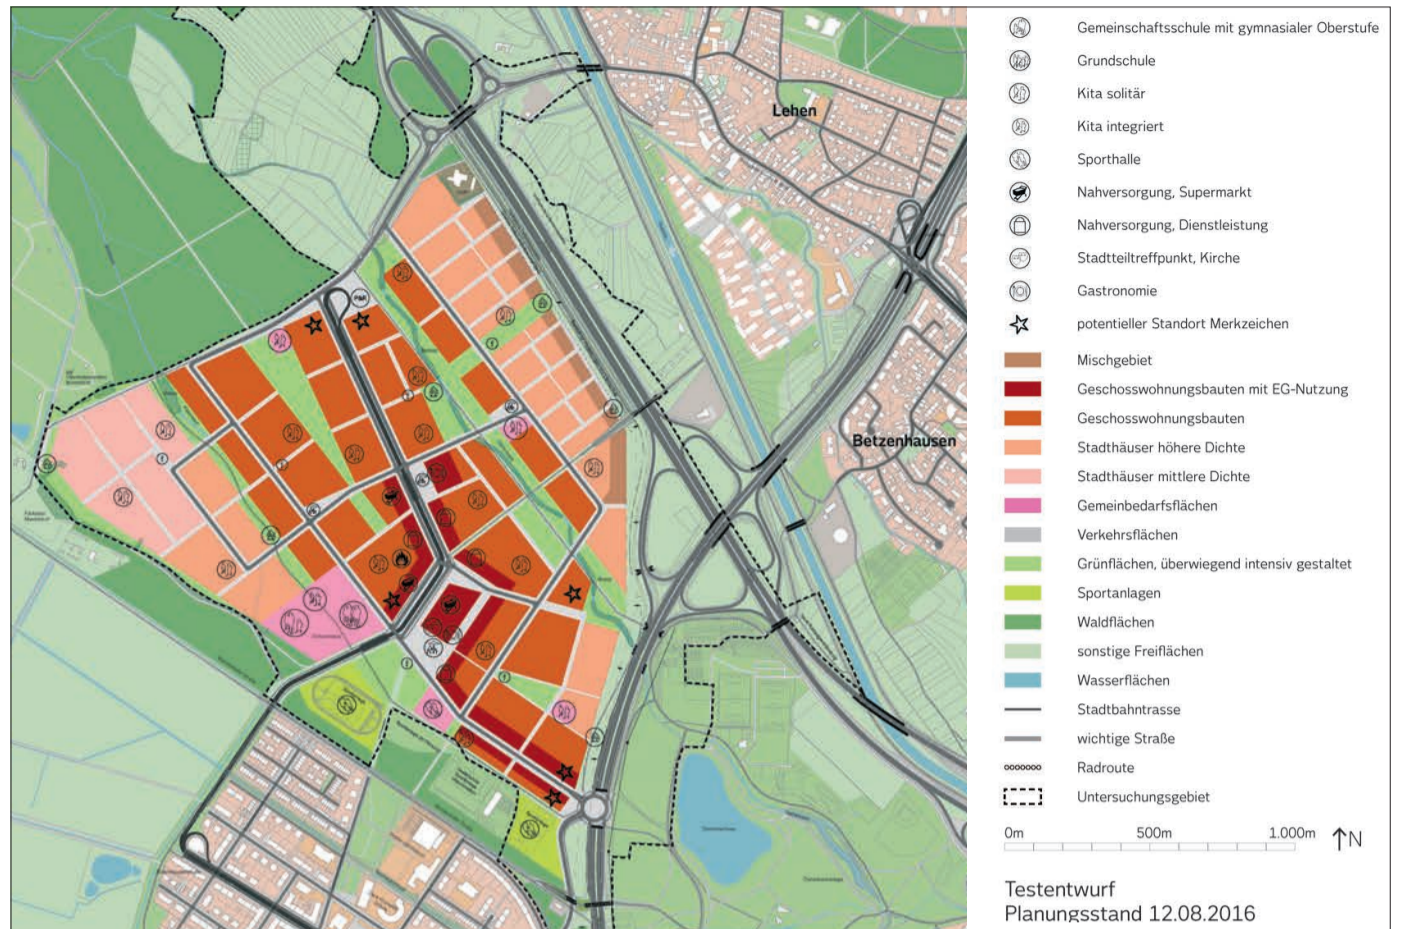 Lehen
Betzenhausen
P&R
Gemeinschaftsschule mit gymnasialer Oberstufe
Grundschule
Kita solitär
Kita integriert
Sporthalle
Nahversorgung, Supermarkt
Nahversorgung, Dienstleistung
Stadtteiltreffpunkt, Kirche
Gastronomie
potentieller Standort Merkzeichen
Mischgebiet
Geschosswohnungsbauten mit EG-Nutzung
Geschosswohnungsbauten
Stadthäuser höhere Dichte
Stadthäuser mittlere Dichte
Gemeinbedarfsflächen
Verkehrsflächen
Grünflächen, überwiegend intensiv gestaltet
Sportanlagen
Waldflächen
sonstige Freiflächen
Wasserflächen
Stadtbahntrasse
wichtige Straße
Radroute
Untersuchungsgebiet
0m 500m 1.000m N
Testentwurf
Planungsstand 12.08.2016